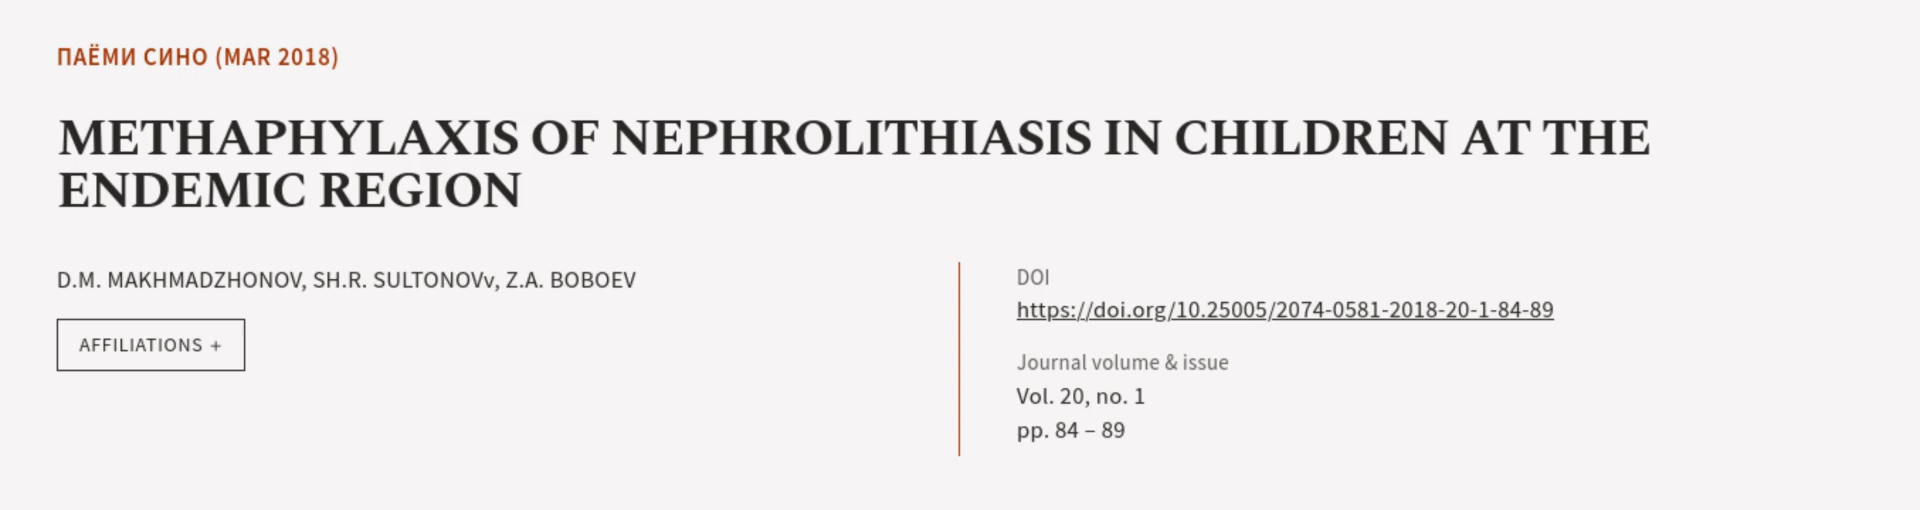 ПАЁМИ СИНО (MAR 2018)
METHAPHYLAXIS OF NEPHROLITHIASIS IN CHILDREN AT THE
ENDEMIC REGION
D.M. MAKHMADZHONOV, SH.R. SULTONOVv, Z.A. BOBOEV
AFFILIATIONS +
DOI
https://doi.org/10.25005/2074-0581-2018-20-1-84-89
Journal volume & issue
Vol. 20, no. 1
pp. 84 – 89